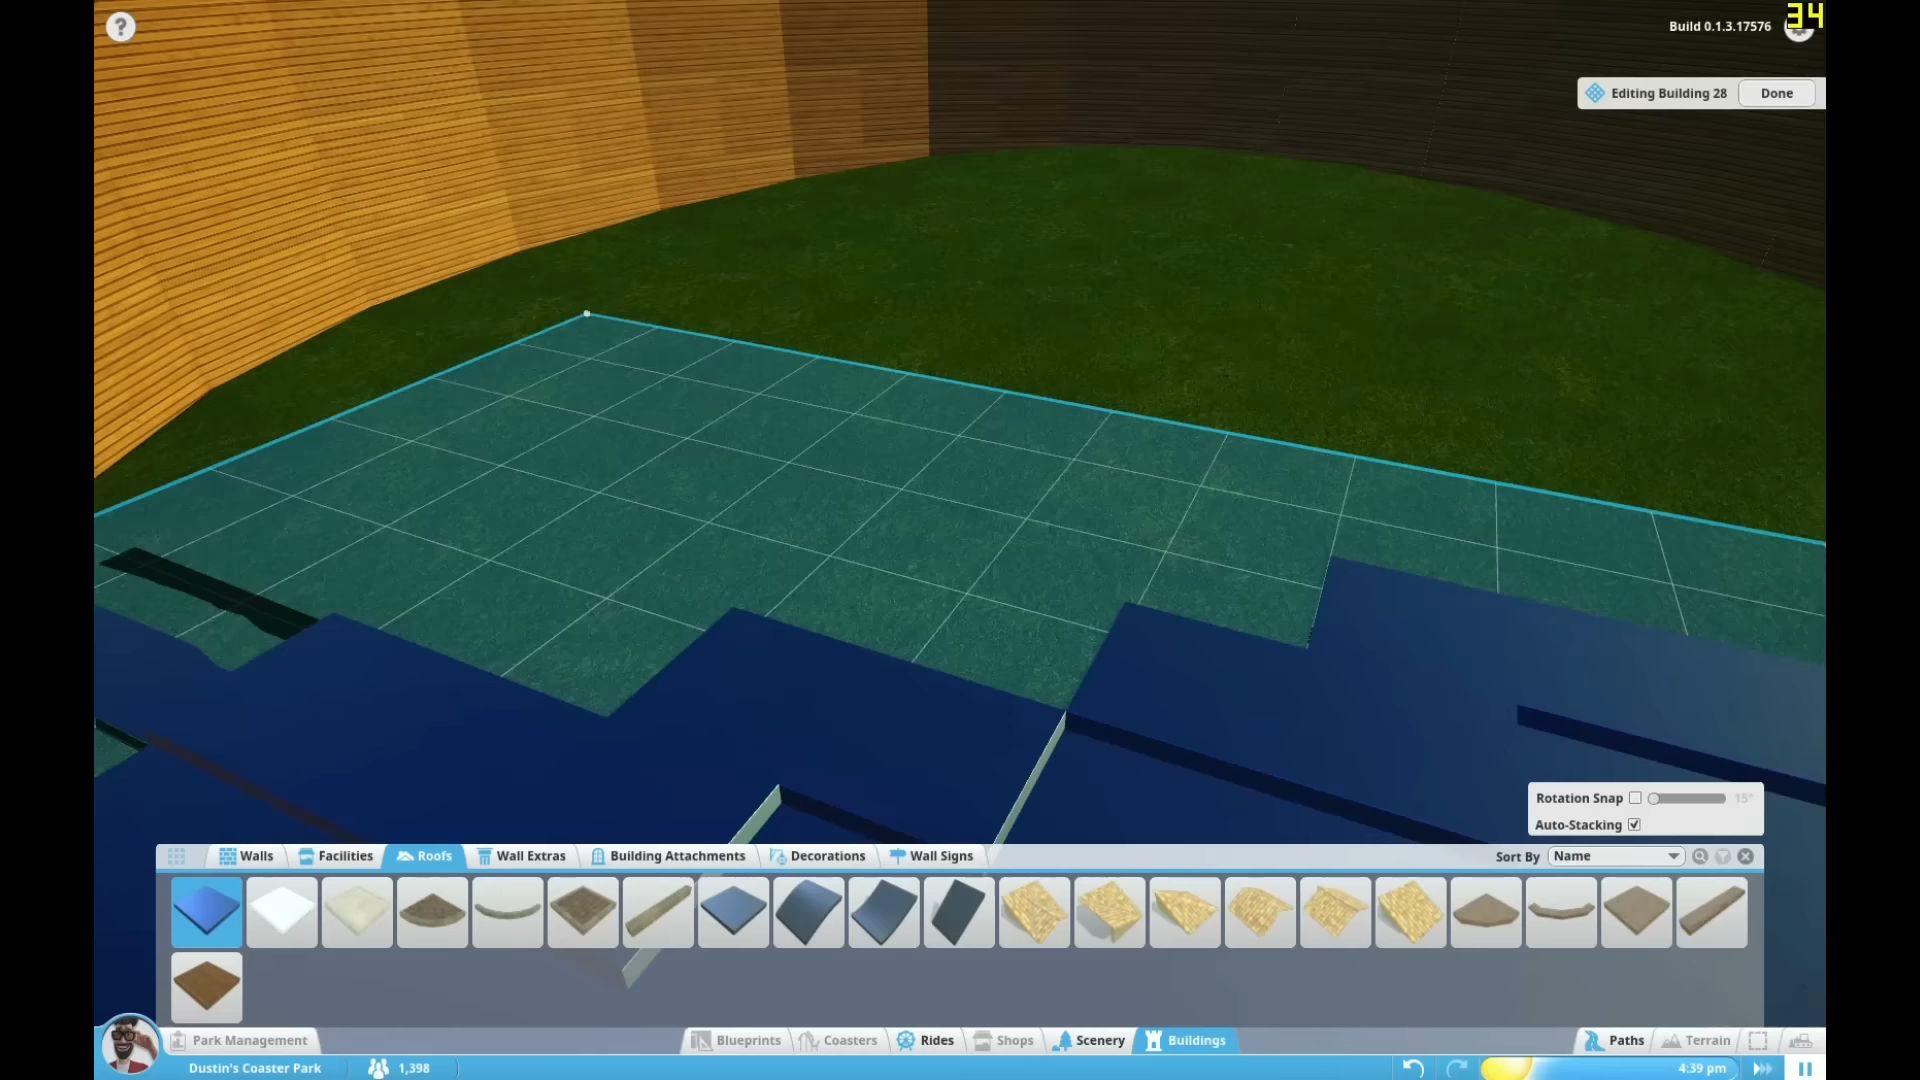 ?
Build 0.1.3.17576
34
Editing Building 28
Done
Rotation Snap 15°
Auto-Stacking
Walls Facilities Roofs Wall Extras Building Attachments Decorations Wall Signs Sort By Name
Park Management Blueprints Coasters Rides Shops Scenery Buildings Paths Terrain
Dustin's Coaster Park 1,398 4:39 pm